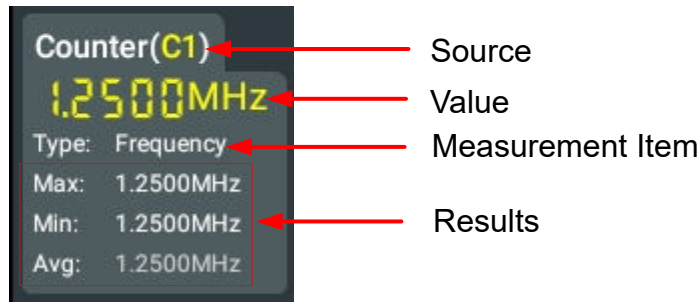 Counter(C1)
Source
1.2500MHz
Value
Type: Frequency
Measurement Item
Max: 1.2500MHz
Min: 1.2500MHz
Results
Avg: 1.2500MHz